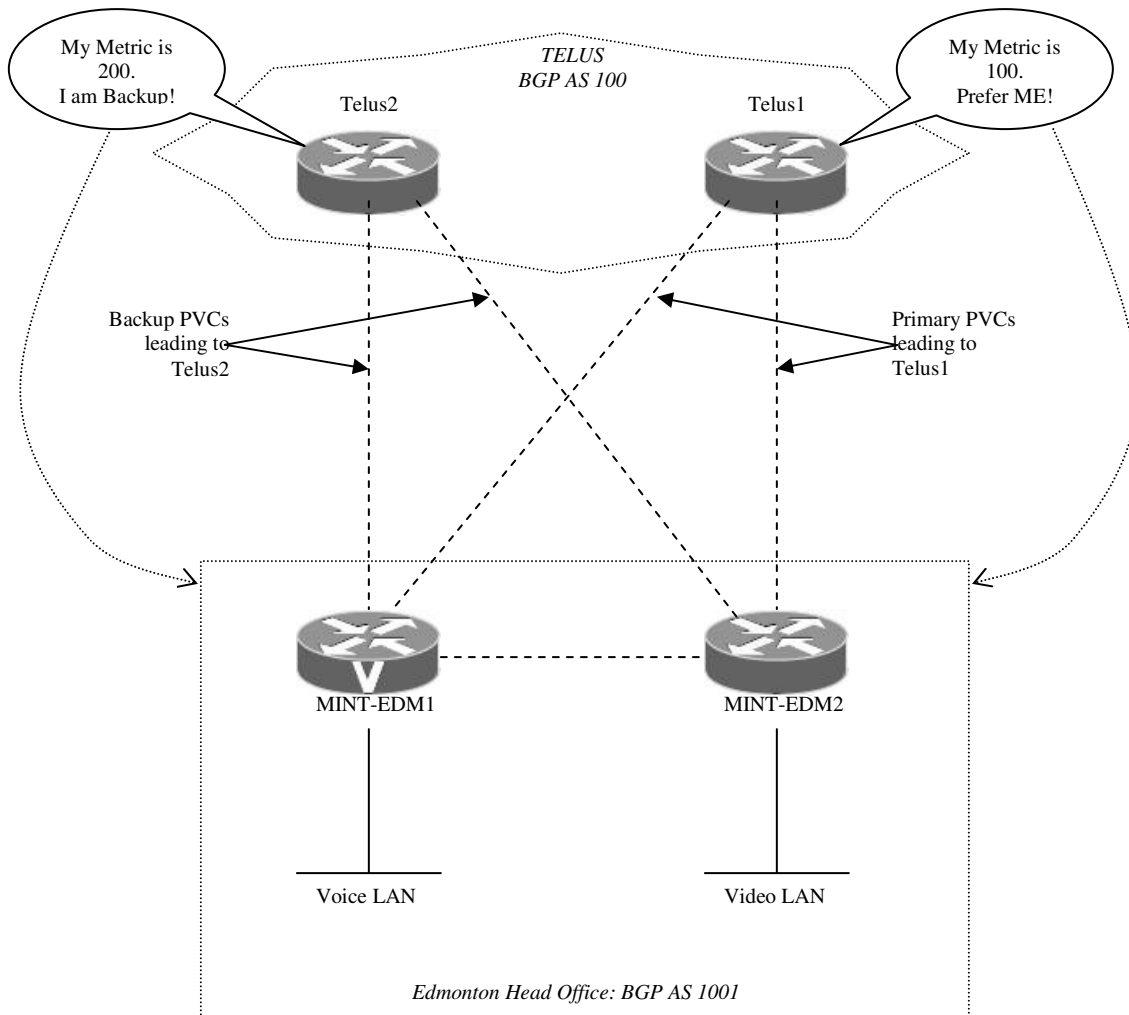 My Metric is
200.
I am Backup!
TELUS
BGP AS 100
My Metric is
100.
Prefer ME!
Telus2
Telus1
Backup PVCs
leading to
Telus2
Primary PVCs
leading to
Telus1
V
MINT-EDM1
MINT-EDM2
Voice LAN
Video LAN
Edmonton Head Office: BGP AS 1001